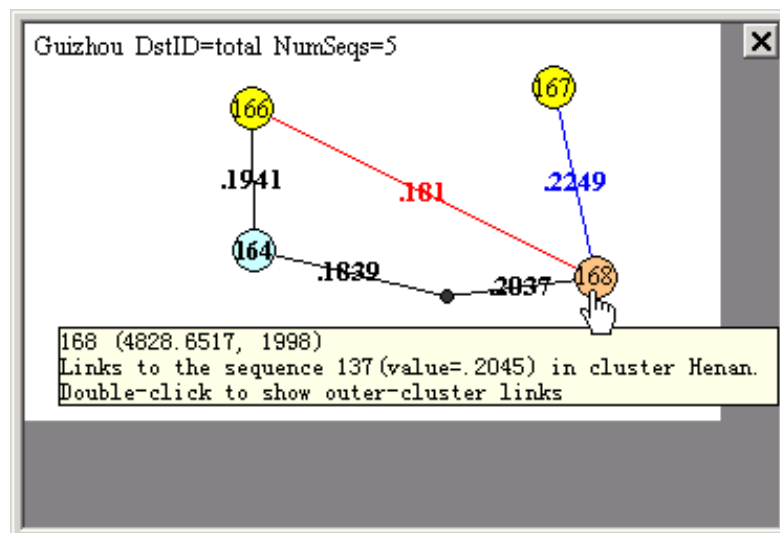 Guizhou DstID=total NumSeqs=5
166
167
.1941
.181
.2249
164
.1839
.2037
168
168 (4828.6517, 1998)
Links to the sequence 137(value=.2045) in cluster Henan.
Double-click to show outer-cluster links